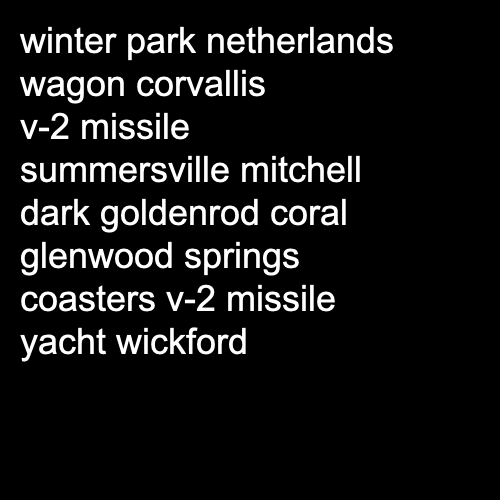 winter park netherlands
wagon corvallis
v-2 missile
summersville mitchell
dark goldenrod coral
glenwood springs
coasters v-2 missile
yacht wickford